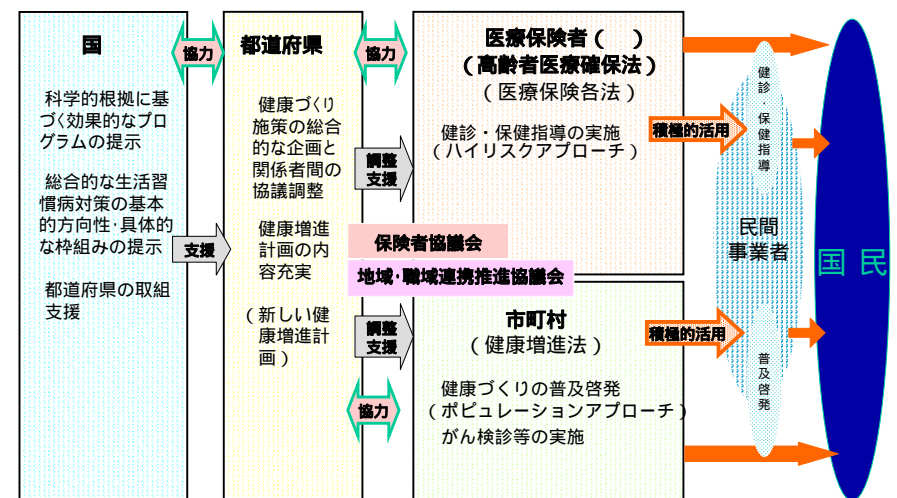 国
科学的根拠に基
づく効果的なプロ
グラムの提示
総合的な生活習
慣病対策の基本
的方向性・具体的
な枠組みの提示
都道府県の取組
支援
協力
支援
都道府県
健康づくり
施策の総合
的な企画と
関係者間の
協議調整
健康増進
計画の内
容充実
(新しい健
康増進計
画)
協力
調整
支援
保険者協議会
地域・職域連携推進協議会
調整
支援
協力
医療保険者( )
(高齢者医療確保法)
(医療保険各法)
健診・保健指導の実施
(ハイリスクアプローチ)
積極的活用
市町村
(健康増進法)
健康づくりの普及啓発
(ポピュレーションアプローチ)
がん検診等の実施
積極的活用
健診・保健指導
民間
事業者
普及啓発
国民